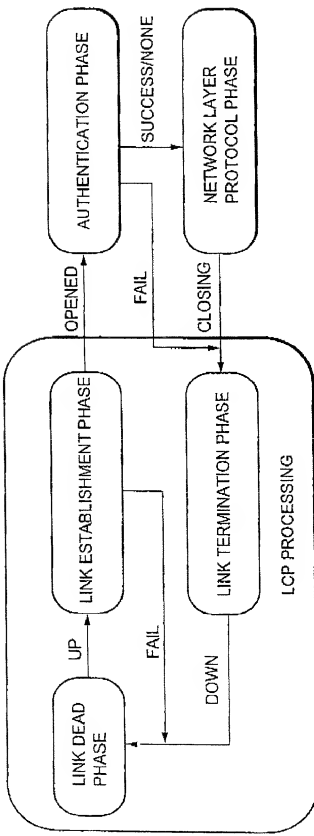 LINK DEAD
PHASE
UP
LINK ESTABLISHMENT PHASE
OPENED
AUTHENTICATION PHASE
FAIL
FAIL
SUCCESS/NONE
DOWN
LINK TERMINATION PHASE
CLOSING
NETWORK LAYER
PROTOCOL PHASE
LCP PROCESSING